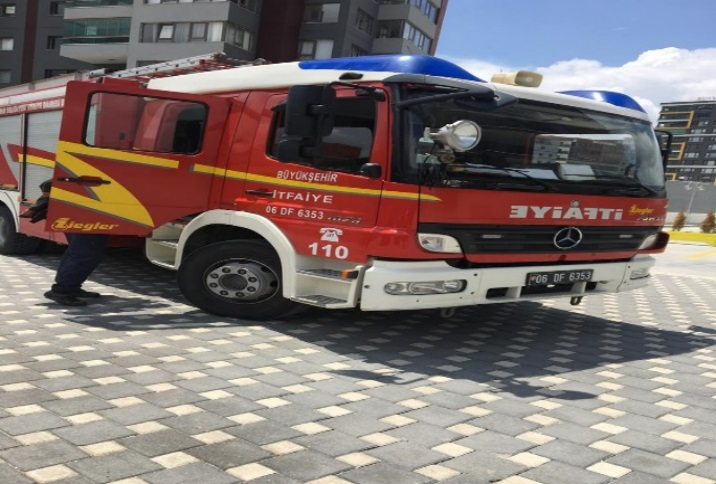 BÜYÜKŞEHİR
İTFAİYE
06 DF 6353
110
Ziegler
İTFAİYE
Ziegler
06 DF 6353